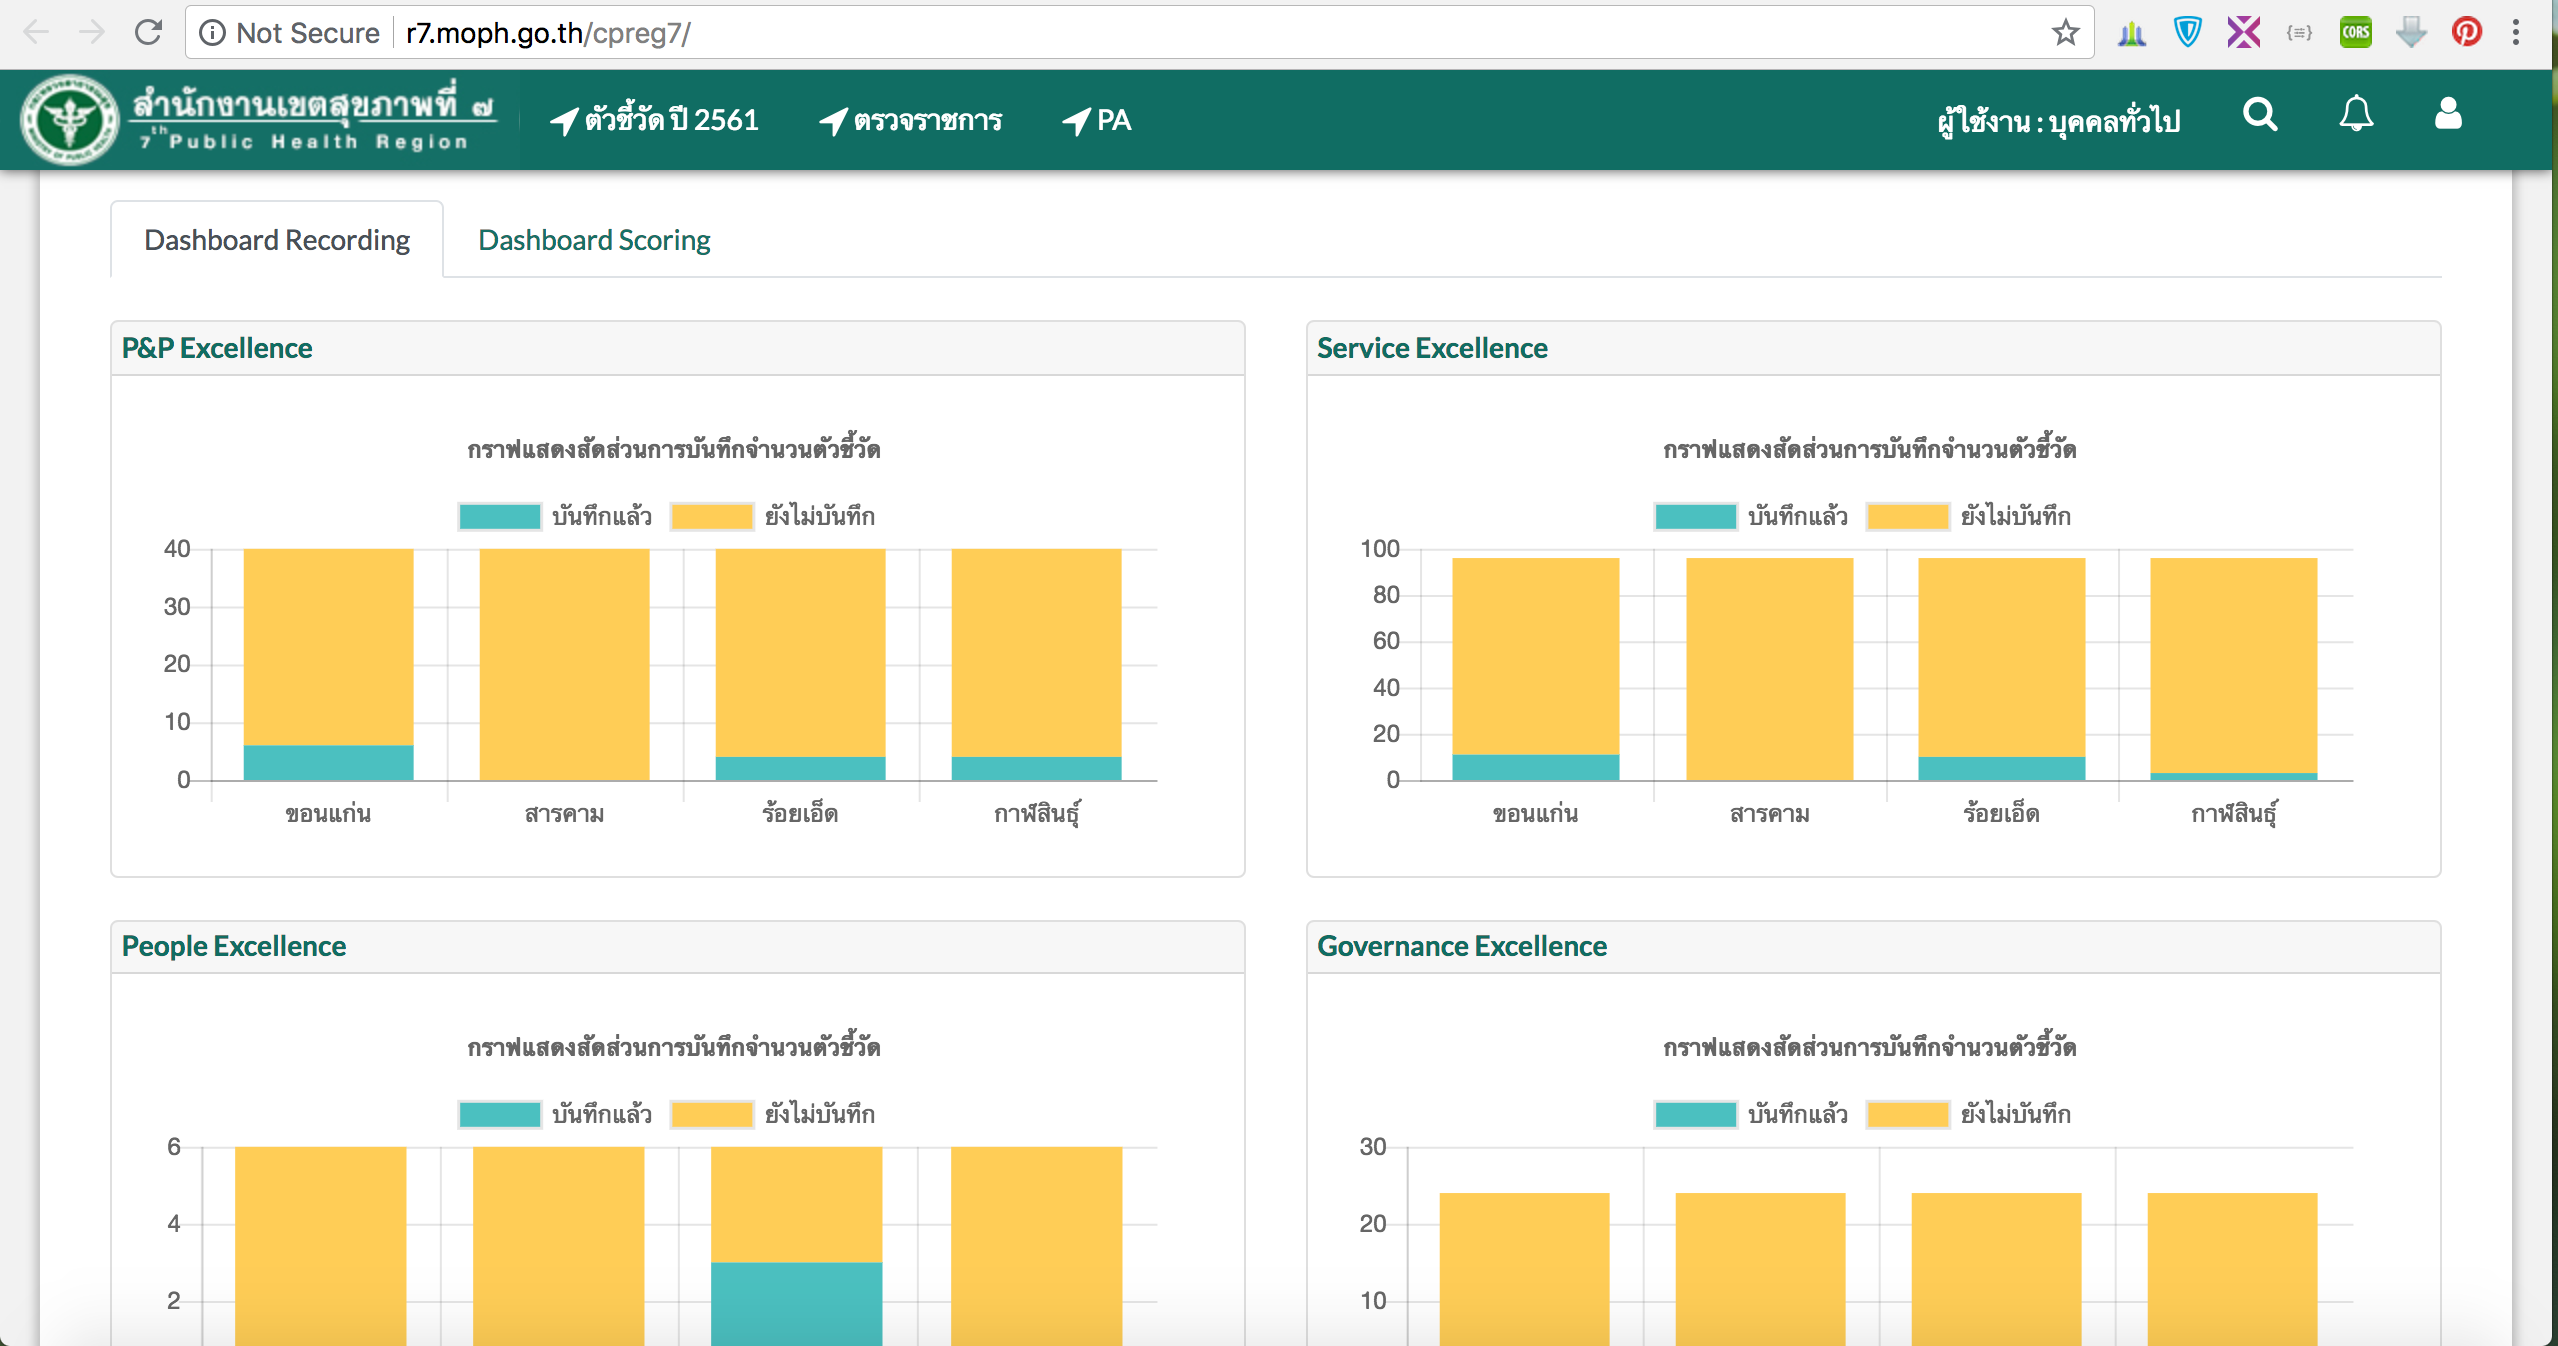 Not Secure r7.moph.go.th/cpreg7/
CORS
สำนักงานเขตสุขภาพที่ ๗
7th Public Health Region
ตัวชี้วัด ปี 2561
ตรวจราชการ
PA
ผู้ใช้งาน : บุคคลทั่วไป
Dashboard Recording
Dashboard Scoring
P&P Excellence
กราฟแสดงสัดส่วนการบันทึกจำนวนตัวชี้วัด
บันทึกแล้ว ยังไม่บันทึก
40
30
20
10
0
ขอนแก่น สารคาม ร้อยเอ็ด กาฬสินธุ์
Service Excellence
กราฟแสดงสัดส่วนการบันทึกจำนวนตัวชี้วัด
บันทึกแล้ว ยังไม่บันทึก
100
80
60
40
20
0
ขอนแก่น สารคาม ร้อยเอ็ด กาฬสินธุ์
People Excellence
กราฟแสดงสัดส่วนการบันทึกจำนวนตัวชี้วัด
บันทึกแล้ว ยังไม่บันทึก
6
4
2
Governance Excellence
กราฟแสดงสัดส่วนการบันทึกจำนวนตัวชี้วัด
บันทึกแล้ว ยังไม่บันทึก
30
20
10